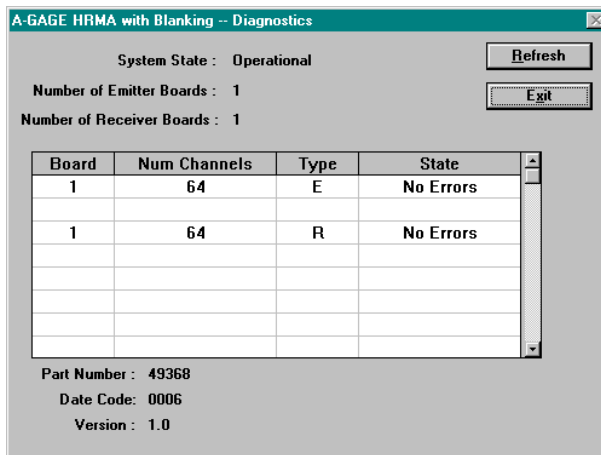 A-GAGE HRMA with Blanking -- Diagnostics
System State : Operational
Refresh
Number of Emitter Boards : 1
Exit
Number of Receiver Boards : 1
Board Num Channels Type State
1 64 E No Errors
1 64 R No Errors
Part Number : 49368
Date Code: 0006
Version : 1.0